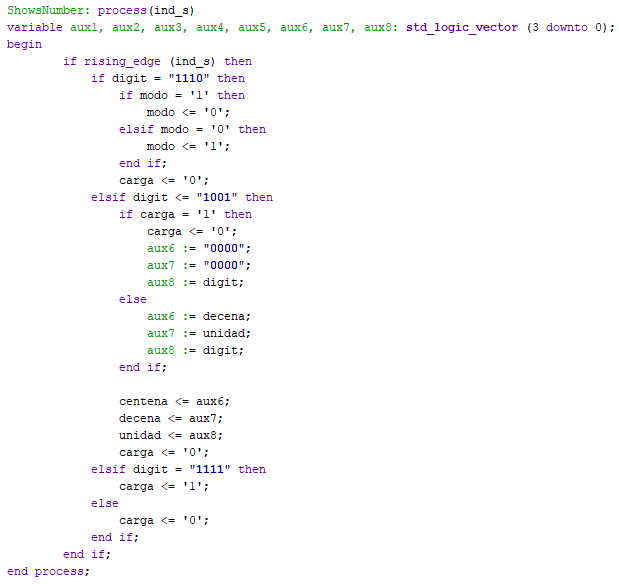 ShowsNumber: process(ind_s)
variable aux1, aux2, aux3, aux4, aux5, aux6, aux7, aux8: std_logic_vector (3 downto 0);
begin
        if rising_edge (ind_s) then
            if digit = "1110" then
                if modo = '1' then
                    modo <= '0';
                elsif modo = '0' then
                    modo <= '1';
                end if;
                carga <= '0';
            elsif digit <= "1001" then
                if carga = '1' then
                    carga <= '0';
                    aux6 := "0000";
                    aux7 := "0000";
                    aux8 := digit;
                else
                    aux6 := decena;
                    aux7 := unidad;
                    aux8 := digit;
                end if;

                centena <= aux6;
                decena <= aux7;
                unidad <= aux8;
                carga <= '0';
            elsif digit = "1111" then
                carga <= '1';
            else
                carga <= '0';
            end if;
        end if;
end process;